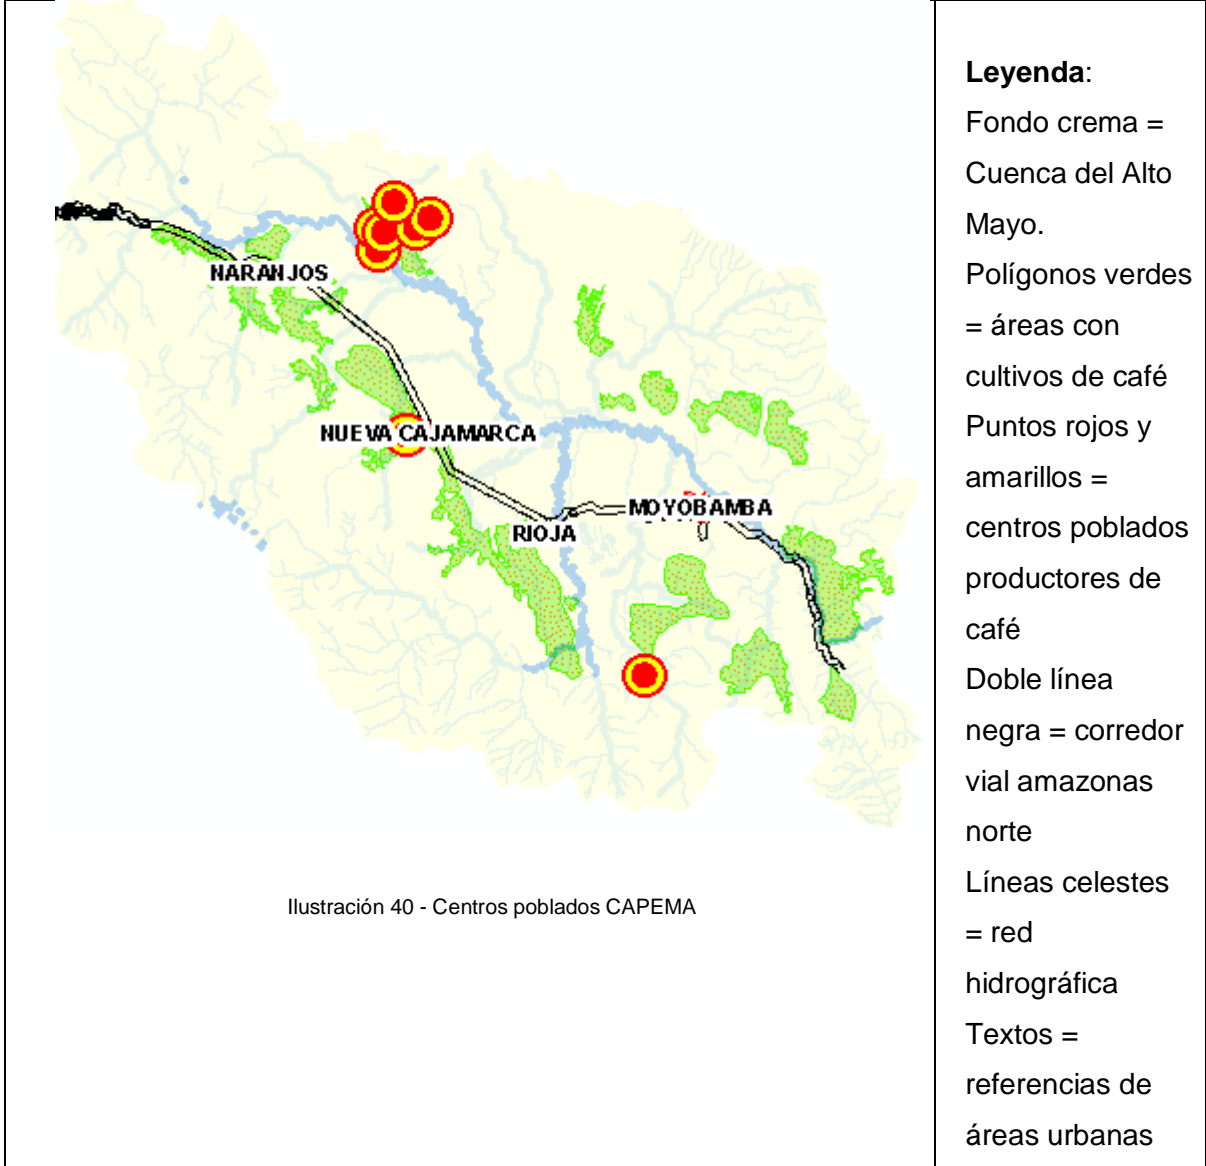 NARANJOS
NUEVA CAJAMARCA
MOYOBAMBA
RIOJA
Ilustración 40 - Centros poblados CAPEMA
Leyenda:
Fondo crema =
Cuenca del Alto
Mayo.
Polígonos verdes
= áreas con
cultivos de café
Puntos rojos y
amarillos =
centros poblados
productores de
café
Doble línea
negra = corredor
vial amazonas
norte
Líneas celestes
= red
hidrográfica
Textos =
referencias de
áreas urbanas